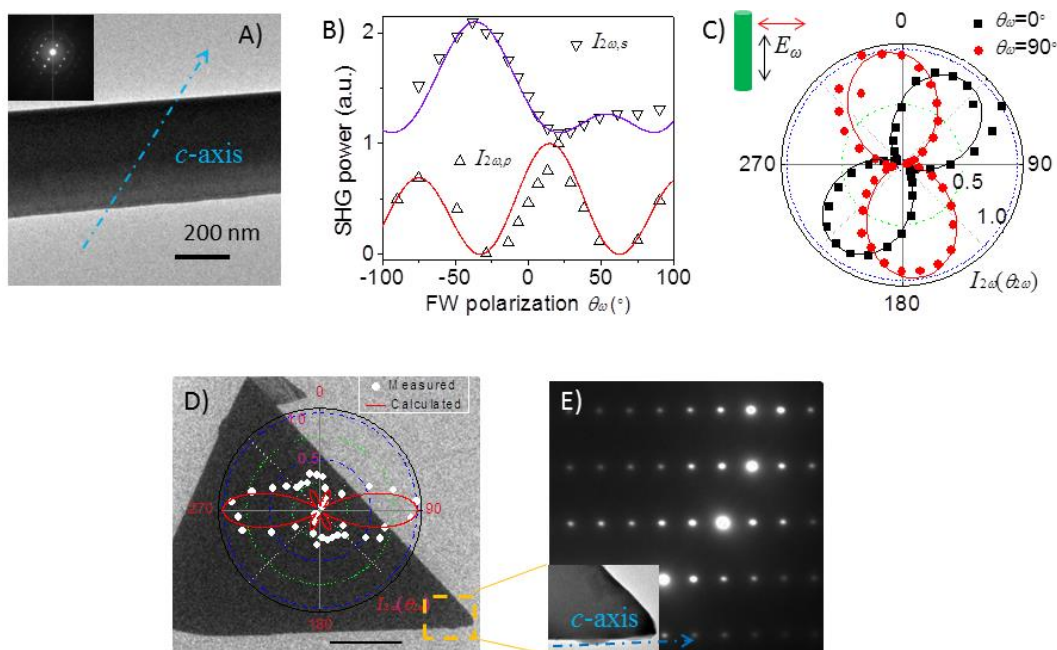 A)
c-axis
200 nm
B)
SHG power (a.u.)
2
1
0
I2ω,s
I2ω,p
-100 -50 0 50 100
FW polarization θω(°)
C)
Eω
θω=0°
θω=90°
0
90
180
270
0.5
1.0
I2ω(θ2ω)
D)
Measured
Calculated
0
1.0
0.5
270
90
180
I2ω(θ2ω)
E)
c-axis